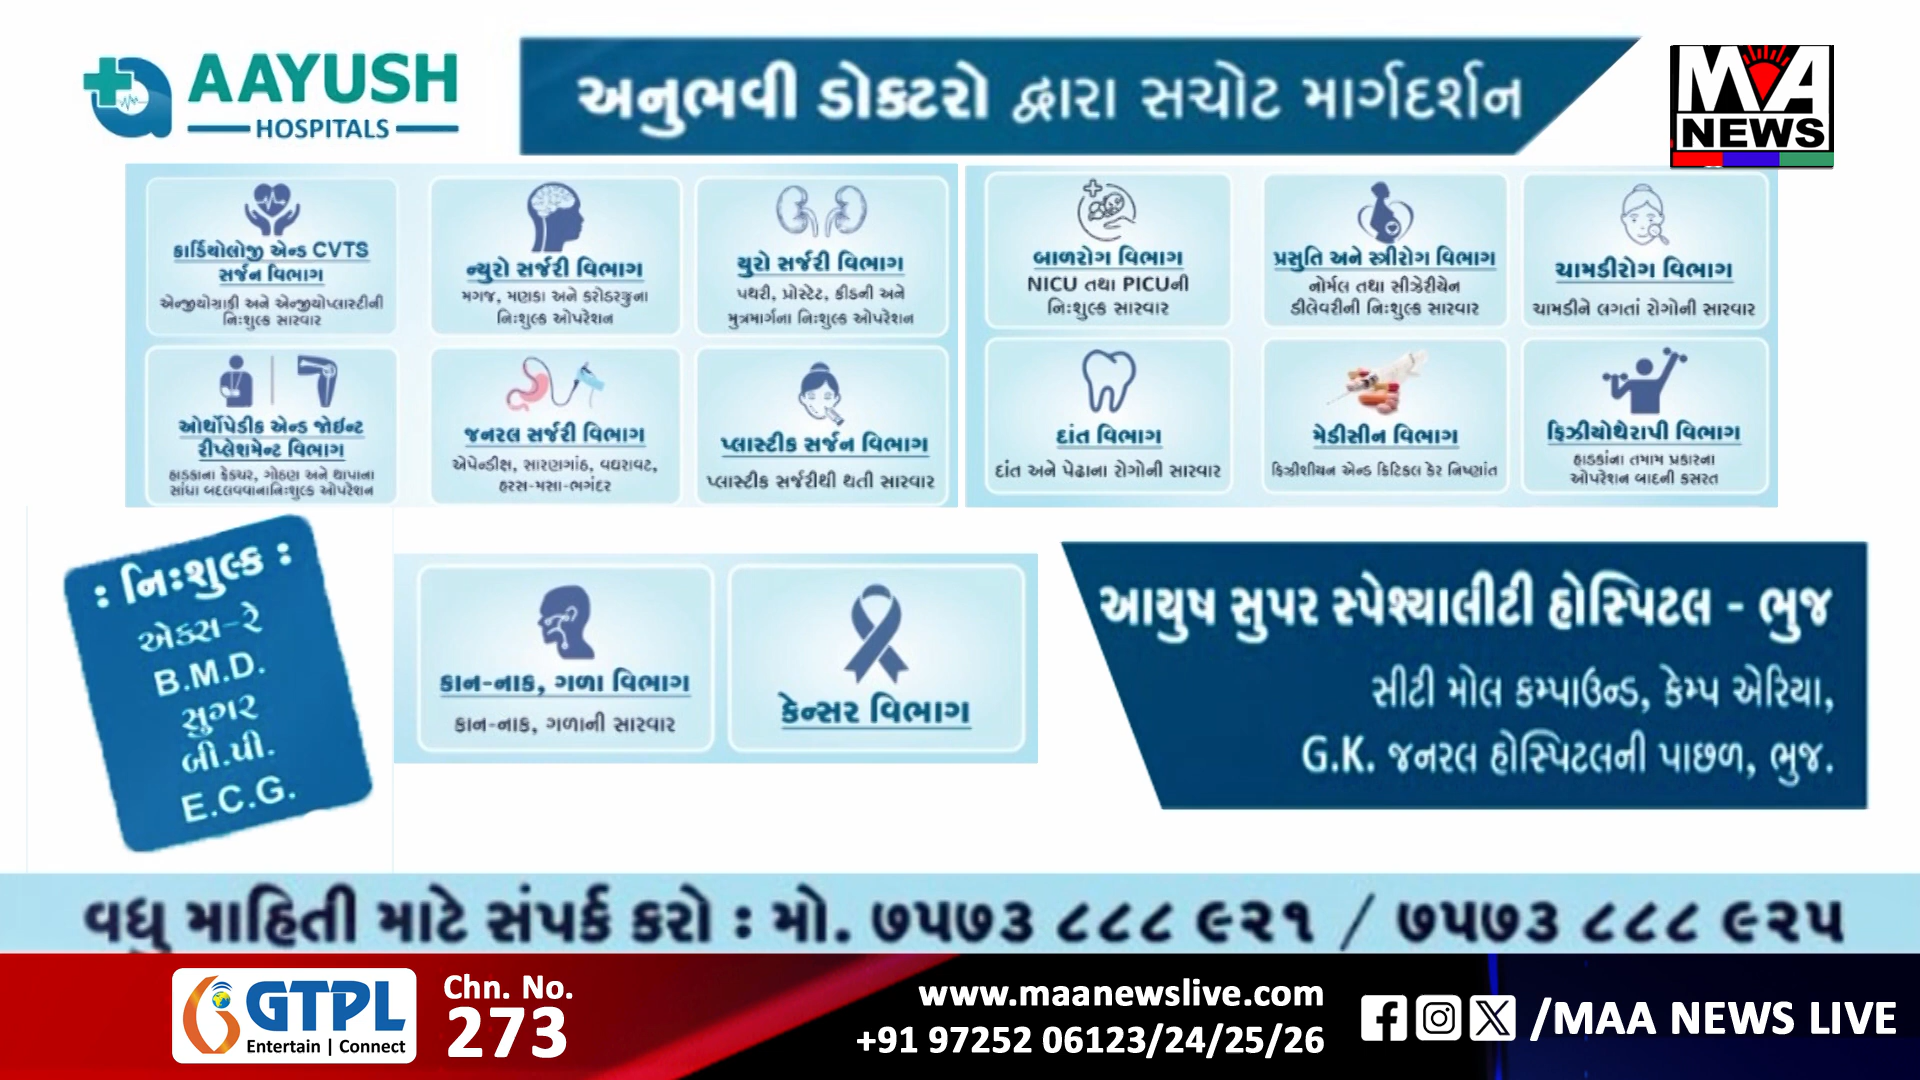 AAYUSH
HOSPITALS
અનુભવી ડોક્ટરો દ્વારા સચોટ માર્ગદર્શન
MAA
NEWS
કાર્ડિયોલોજી એન્ડ CVTS
સર્જન વિભાગ
એન્જીયોગ્રાફી અને એન્જીયોપ્લાસ્ટીની
નિઃશુલ્ક સારવાર
ન્યુરો સર્જરી વિભાગ
મગજ, મણકા અને કરોડરજ્જુના
નિઃશુલ્ક ઓપરેશન
યુરો સર્જરી વિભાગ
પથરી, પ્રોસ્ટેટ, કીડની અને
મુત્રમાર્ગના નિઃશુલ્ક ઓપરેશન
બાળરોગ વિભાગ
NICU તથા PICUની
નિઃશુલ્ક સારવાર
પ્રસુતિ અને સ્ત્રીરોગ વિભાગ
નોર્મલ તથા સીઝેરીયેન
ડીલેવરીની નિઃશુલ્ક સારવાર
ચામડીરોગ વિભાગ
ચામડીને લગતાં રોગોની સારવાર
ઓર્થોપેડીક એન્ડ જોઇન્ટ
રીપ્લેશમેન્ટ વિભાગ
હાડકાના ફ્રેક્ચર, ગોઠણ અને થાપાના
સાંધા બદલવવાનાનિઃશુલ્ક ઓપરેશન
જનરલ સર્જરી વિભાગ
એપેન્ડીક્ષ, સારણગાંઠ, વધરાવટ,
હરસ-મસા-ભગંદર
પ્લાસ્ટીક સર્જન વિભાગ
પ્લાસ્ટીક સર્જરીથી થતી સારવાર
દાંત વિભાગ
દાંત અને પેઢાના રોગોની સારવાર
મેડીસીન વિભાગ
ફિઝીશીયન એન્ડ ક્રિટિકલ કેર નિષ્ણાંત
ફિઝીયોથેરાપી વિભાગ
હાડકાંના તમામ પ્રકારના
ઓપરેશન બાદની કસરત
: નિઃશુલ્ક :
એક્સ-રે
B.M.D.
સુગર
બી.પી.
E.C.G.
કાન-નાક, ગળા વિભાગ
કાન-નાક, ગળાની સારવાર
કેન્સર વિભાગ
આયુષ સુપર સ્પેશ્યાલીટી હોસ્પિટલ - ભુજ
સીટી મોલ કમ્પાઉન્ડ, કેમ્પ એરિયા,
G.K. જનરલ હોસ્પિટલની પાછળ, ભુજ.
વધુ માહિતી માટે સંપર્ક કરો : મો. ૭૫૭૩ ૮૮૮ ૯૨૧ / ૭૫૭૩ ૮૮૮ ૯૨૫
GTPL
Entertain | Connect
Chn. No.
273
www.maanewslive.com
+91 97252 06123/24/25/26
/MAA NEWS LIVE